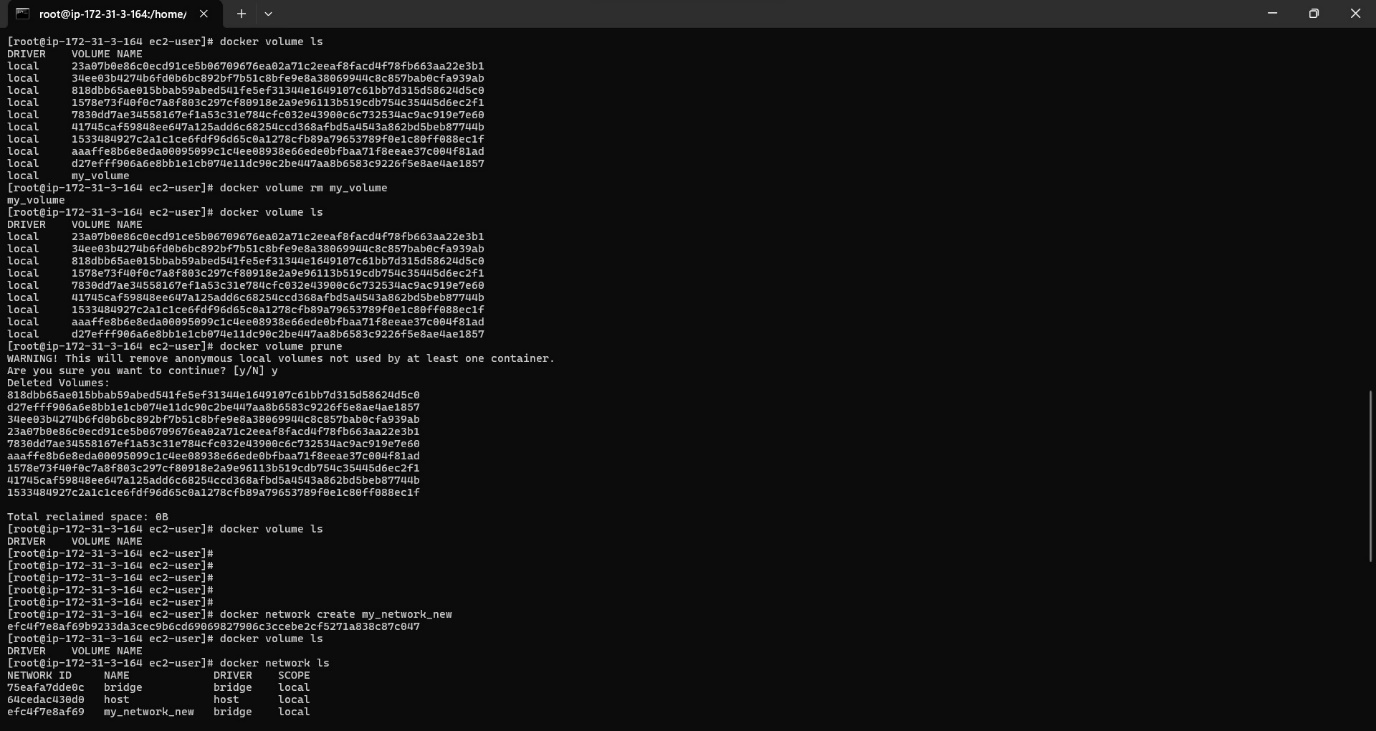 root@ip-172-31-3-164:/home/
[root@ip-172-31-3-164 ec2-user]# docker volume ls
DRIVER    VOLUME NAME
local     23a07b0e86c0ecd91ce5b06709676ea02a71c2eeaf8facd4f78fb663aa22e3b1
local     34ee03b4274b6fd0b6bc892bf7b51c8bfe9e8a38069944c8c857bab0cfa939ab
local     818dbb65ae015bbab59abed541fe5ef31344e1649107c61bb7d315d58624d5c0
local     1578e73f40f0c7a8f803c297cf80918e2a9e96113b519cdb754c35445d6ec2f1
local     7830dd7ae34558167ef1a53c31e784cfc032e43900c6c732534ac9ac919e7e60
local     41745caf59848ee647a125add6c68254ccd368afbd5a4543a862bd5beb87744b
local     1533484927c2a1c1ce6fdf96d65c0a1278cfb89a79653789f0e1c80ff088ec1f
local     aaaffe8b6e8eda00095099c1c4ee08938e66ede0bfbaa71f8eeae37c004f81ad
local     d27efff906a6e8bb1e1cb074e11dc90c2be447aa8b6583c9226f5e8ae4ae1857
local     my_volume
[root@ip-172-31-3-164 ec2-user]# docker volume rm my_volume
my_volume
[root@ip-172-31-3-164 ec2-user]# docker volume ls
DRIVER    VOLUME NAME
local     23a07b0e86c0ecd91ce5b06709676ea02a71c2eeaf8facd4f78fb663aa22e3b1
local     34ee03b4274b6fd0b6bc892bf7b51c8bfe9e8a38069944c8c857bab0cfa939ab
local     818dbb65ae015bbab59abed541fe5ef31344e1649107c61bb7d315d58624d5c0
local     1578e73f40f0c7a8f803c297cf80918e2a9e96113b519cdb754c35445d6ec2f1
local     7830dd7ae34558167ef1a53c31e784cfc032e43900c6c732534ac9ac919e7e60
local     41745caf59848ee647a125add6c68254ccd368afbd5a4543a862bd5beb87744b
local     1533484927c2a1c1ce6fdf96d65c0a1278cfb89a79653789f0e1c80ff088ec1f
local     aaaffe8b6e8eda00095099c1c4ee08938e66ede0bfbaa71f8eeae37c004f81ad
local     d27efff906a6e8bb1e1cb074e11dc90c2be447aa8b6583c9226f5e8ae4ae1857
[root@ip-172-31-3-164 ec2-user]# docker volume prune
WARNING! This will remove anonymous local volumes not used by at least one container.
Are you sure you want to continue? [y/N] y
Deleted Volumes:
818dbb65ae015bbab59abed541fe5ef31344e1649107c61bb7d315d58624d5c0
d27efff906a6e8bb1e1cb074e11dc90c2be447aa8b6583c9226f5e8ae4ae1857
34ee03b4274b6fd0b6bc892bf7b51c8bfe9e8a38069944c8c857bab0cfa939ab
23a07b0e86c0ecd91ce5b06709676ea02a71c2eeaf8facd4f78fb663aa22e3b1
7830dd7ae34558167ef1a53c31e784cfc032e43900c6c732534ac9ac919e7e60
aaaffe8b6e8eda00095099c1c4ee08938e66ede0bfbaa71f8eeae37c004f81ad
1578e73f40f0c7a8f803c297cf80918e2a9e96113b519cdb754c35445d6ec2f1
41745caf59848ee647a125add6c68254ccd368afbd5a4543a862bd5beb87744b
1533484927c2a1c1ce6fdf96d65c0a1278cfb89a79653789f0e1c80ff088ec1f

Total reclaimed space: 0B
[root@ip-172-31-3-164 ec2-user]# docker volume ls
DRIVER    VOLUME NAME
[root@ip-172-31-3-164 ec2-user]#
[root@ip-172-31-3-164 ec2-user]#
[root@ip-172-31-3-164 ec2-user]#
[root@ip-172-31-3-164 ec2-user]#
[root@ip-172-31-3-164 ec2-user]#
[root@ip-172-31-3-164 ec2-user]# docker network create my_network_new
efc4f7e8af69b9233da3cec9b6cd69069827906c3ccebe2cf5271a838c87c047
[root@ip-172-31-3-164 ec2-user]# docker volume ls
DRIVER    VOLUME NAME
[root@ip-172-31-3-164 ec2-user]# docker network ls
NETWORK ID     NAME             DRIVER    SCOPE
75eafa7dde0c   bridge           bridge    local
64cedac430d0   host             host      local
efc4f7e8af69   my_network_new   bridge    local